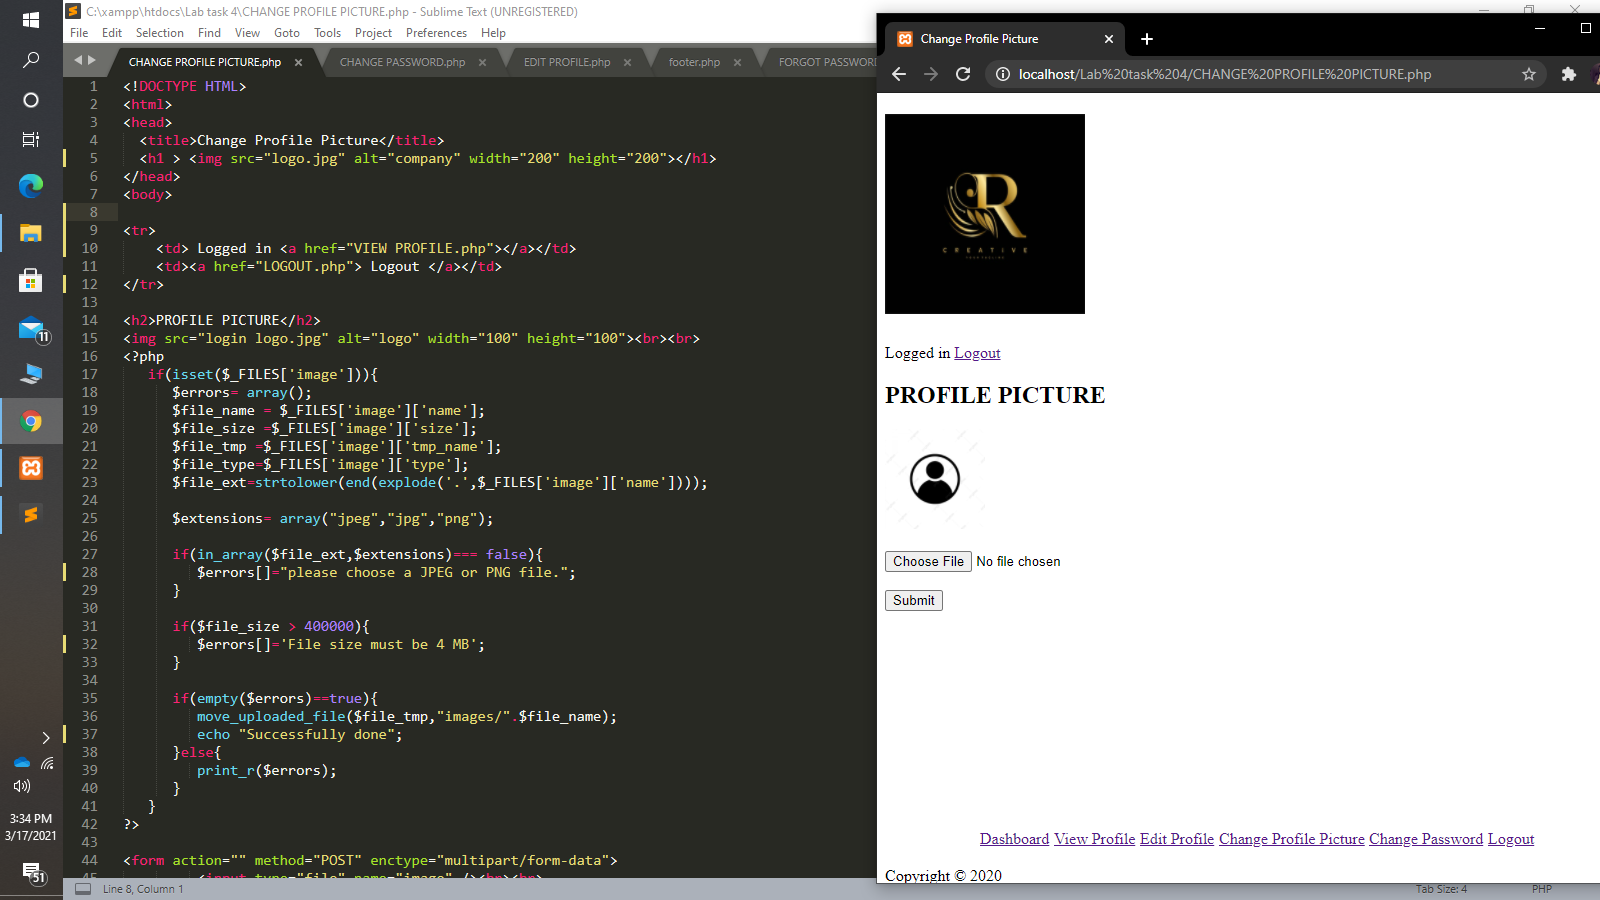 C:\xampp\htdocs\Lab task 4\CHANGE PROFILE PICTURE.php - Sublime Text (UNREGISTERED)
File Edit Selection Find View Goto Tools Project Preferences Help
CHANGE PROFILE PICTURE.php × CHANGE PASSWORD.php × EDIT PROFILE.php × footer.php × FORGOT PASSWORD
1 <!DOCTYPE HTML>
2 <html>
3 <head>
4 <title>Change Profile Picture</title>
5 <h1 > <img src="logo.jpg" alt="company" width="200" height="200"></h1>
6 </head>
7 <body>
8
9 <tr>
10 <td> Logged in <a href="VIEW PROFILE.php"></a></td>
11 <td><a href="LOGOUT.php"> Logout </a></td>
12 </tr>
13
14 <h2>PROFILE PICTURE</h2>
15 <img src="login logo.jpg" alt="logo" width="100" height="100"><br><br>
16 <?php
17 if(isset($_FILES['image'])){
18 $errors= array();
19 $file_name = $_FILES['image']['name'];
20 $file_size =$_FILES['image']['size'];
21 $file_tmp =$_FILES['image']['tmp_name'];
22 $file_type=$_FILES['image']['type'];
23 $file_ext=strtolower(end(explode('.',$_FILES['image']['name'])));
24
25 $extensions= array("jpeg","jpg","png");
26
27 if(in_array($file_ext,$extensions)=== false){
28 $errors[]="please choose a JPEG or PNG file.";
29 }
30
31 if($file_size > 400000){
32 $errors[]='File size must be 4 MB';
33 }
34
35 if(empty($errors)==true){
36 move_uploaded_file($file_tmp,"images/".$file_name);
37 echo "Successfully done";
38 }else{
39 print_r($errors);
40 }
41 }
42 ?>
43
44 <form action="" method="POST" enctype="multipart/form-data">
45 <input type="file" name="image" /><br><br>
Line 8, Column 1
Tab Size: 4 PHP
Change Profile Picture
localhost/Lab%20task%204/CHANGE%20PROFILE%20PICTURE.php
R
CREATIVE
Logged in Logout
PROFILE PICTURE
Choose File No file chosen
Submit
Dashboard View Profile Edit Profile Change Profile Picture Change Password Logout
Copyright © 2020
11
3:34 PM
3/17/2021
51